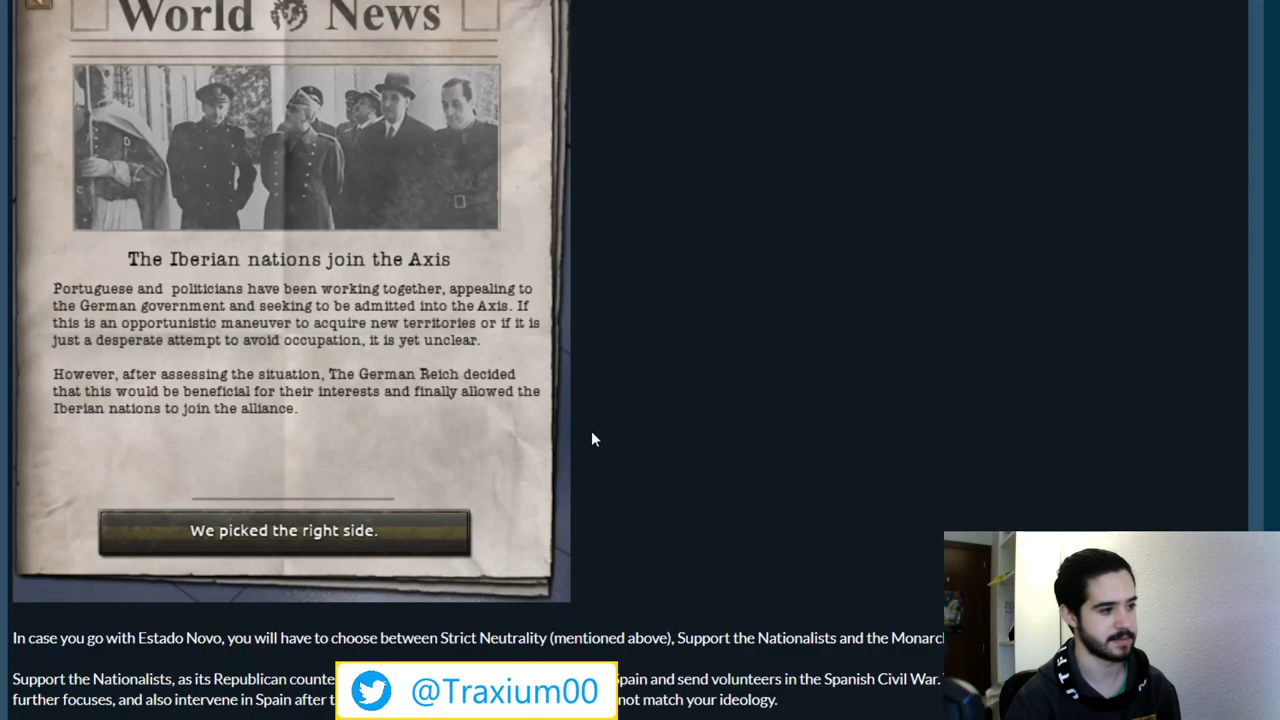 World News
The Iberian nations join the Axis
Portuguese and politicians have been working together, appealing to
the German government and seeking to be admitted into the Axis. If
this is an opportunistic maneuver to acquire new territories or if it is
just a desperate attempt to avoid occupation, it is yet unclear.
However, after assessing the situation, The German Reich decided
that this would be beneficial for their interests and finally allowed the
Iberian nations to join the alliance.
We picked the right side.
In case you go with Estado Novo, you will have to choose between Strict Neutrality (mentioned above), Support the Nationalists and the
Support the Nationalists, as its Republican pain and send volunteers in the Spanish Civil War.
further focuses, and also intervene in Spain after not match your ideology.
@Traxium00